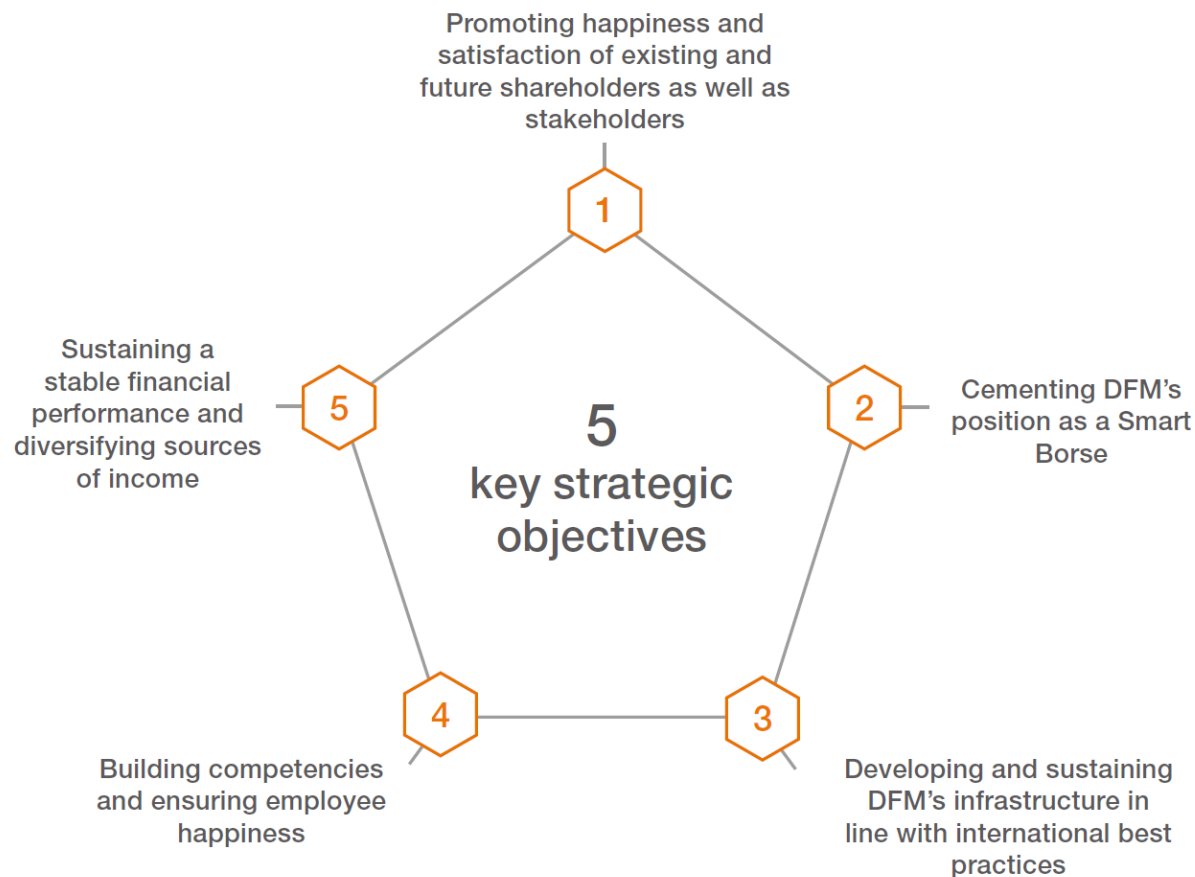 Promoting happiness and
satisfaction of existing and
future shareholders as well as
stakeholders
1
2
Cementing DFM’s
position as a Smart
Borse
3
Developing and sustaining
DFM’s infrastructure in
line with international best
practices
4
Building competencies
and ensuring employee
happiness
5
Sustaining a
stable financial
performance and
diversifying sources
of income
5
key strategic
objectives